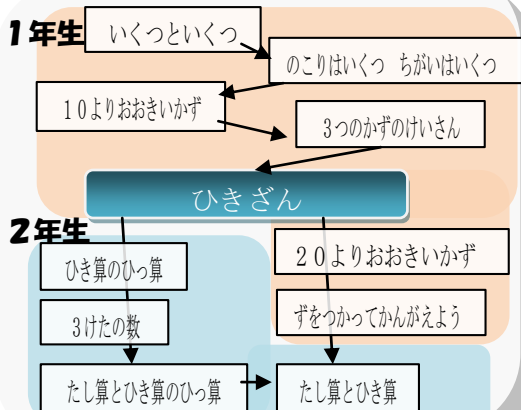 1年生
いくつといくつ
のこりはいくつ ちがいはいくつ
10よりおおきいかず
3つのかずのけいさん
ひきざん
2年生
ひき算のひっ算
20よりおおきいかず
3けたの数
ずをつかってかんがえよう
たし算とひき算のひっ算
たし算とひき算